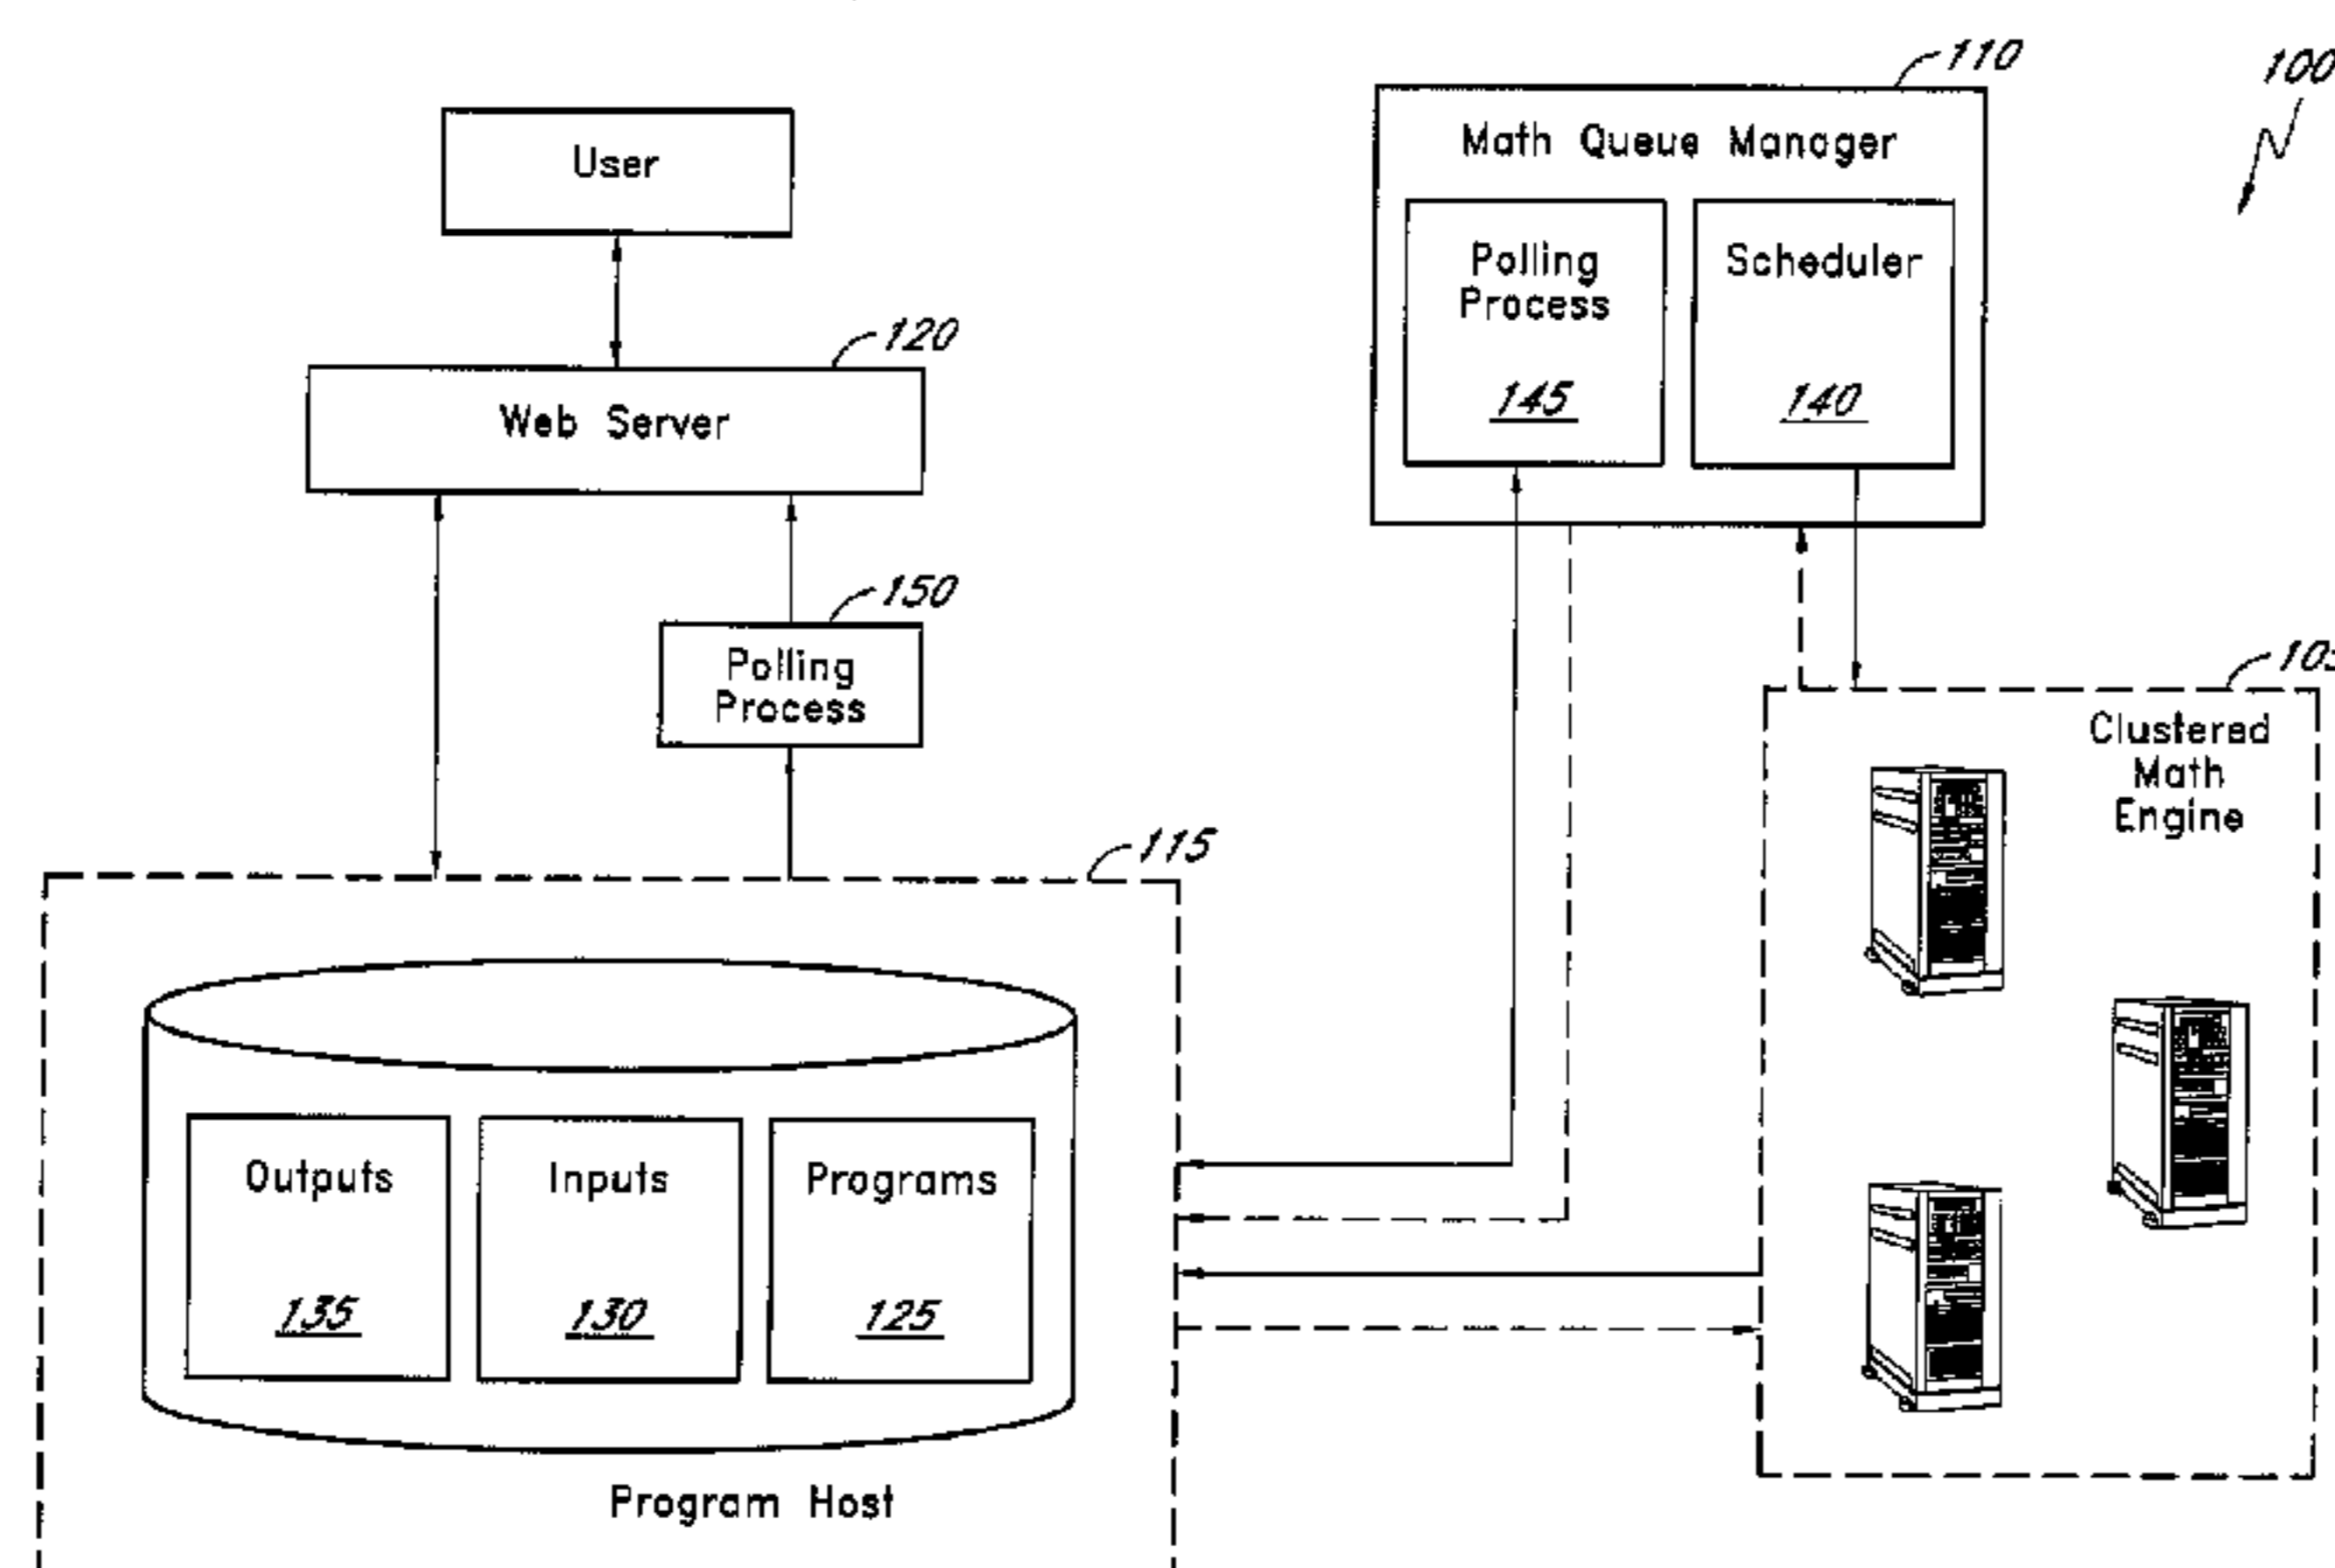 110
100
User
Math Queue Manager
Polling
Process
145
Scheduler
140
120
Web Server
150
Polling
Process
105
Clustered
Math
Engine
115
Outputs
135
Inputs
130
Programs
125
Program Host